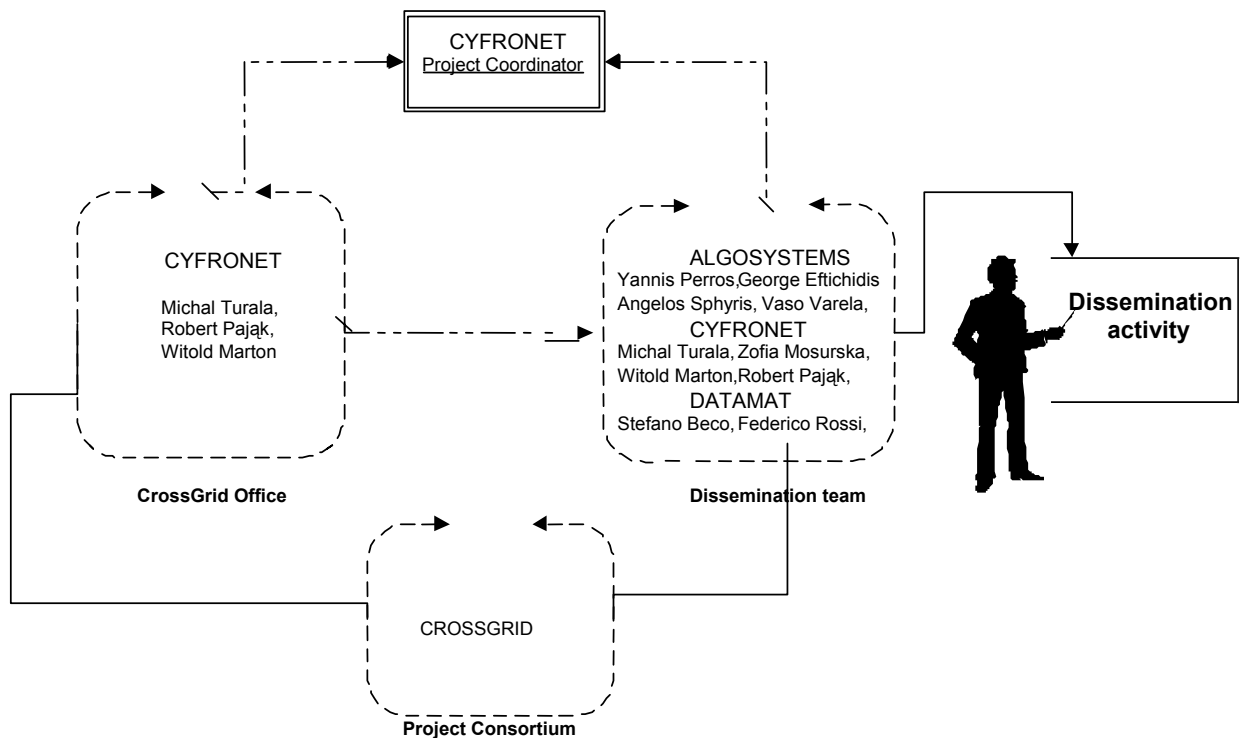 CYFRONET
Project Coordinator
CYFRONET
Michal Turala,
Robert Pająk,
Witold Marton
CrossGrid Office
ALGOSYSTEMS
Yannis Perros,George Eftichidis
Angelos Sphyris, Vaso Varela,
CYFRONET
Michal Turala, Zofia Mosurska,
Witold Marton,Robert Pająk,
DATAMAT
Stefano Beco, Federico Rossi,
Dissemination team
Dissemination
activity
CROSSGRID
Project Consortium